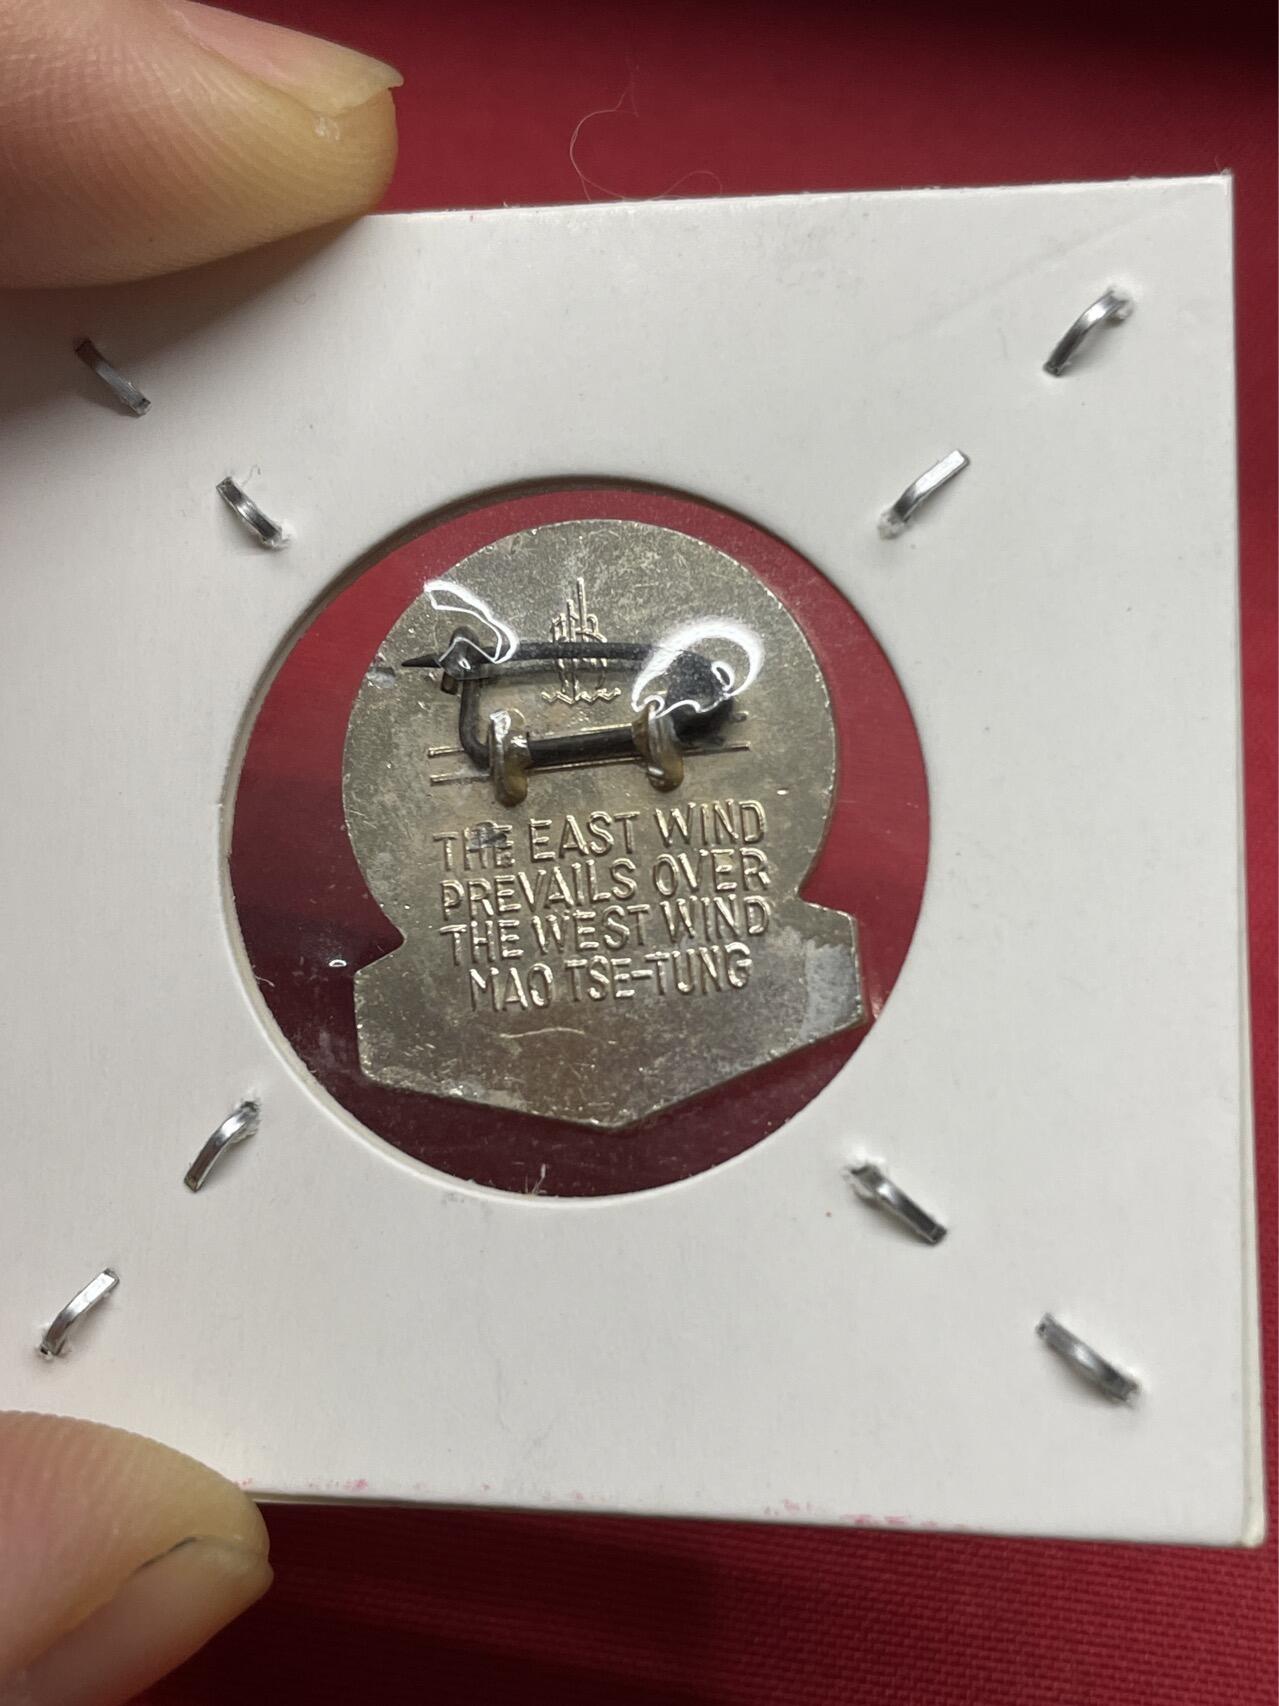 THE EAST WIND
PREVAILS OVER
THE WEST WIND
MAO TSE-TUNG